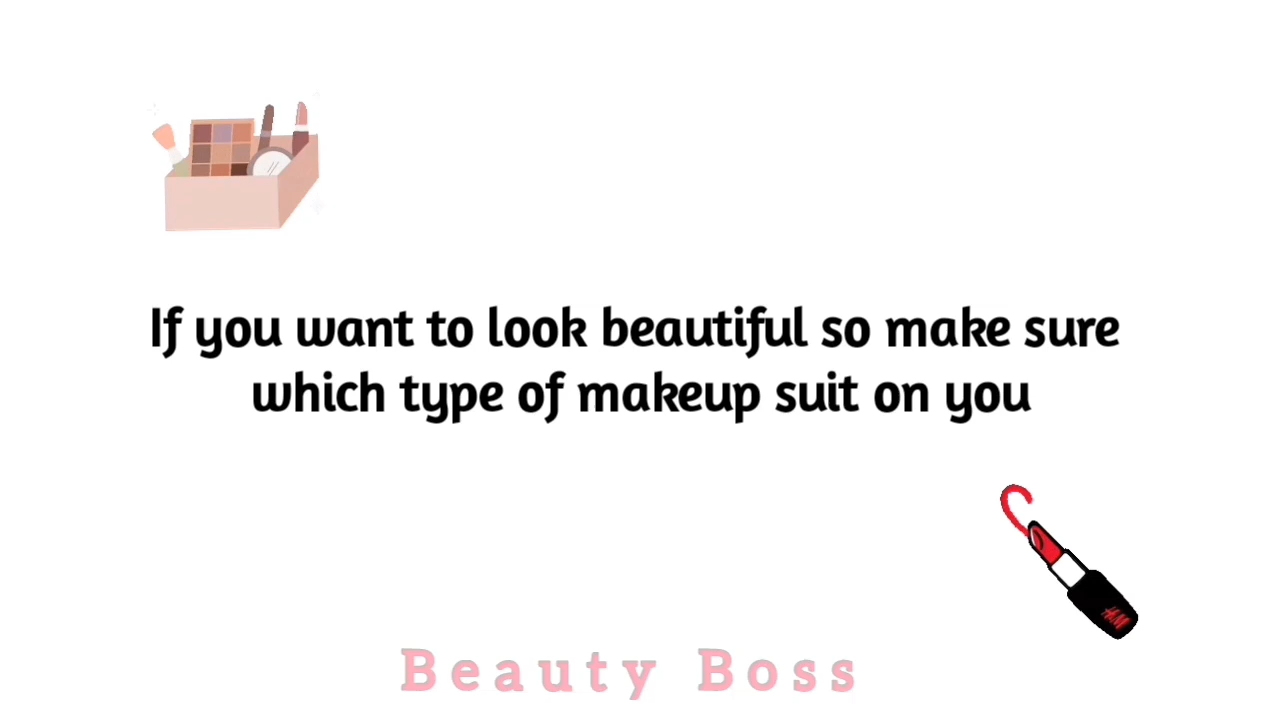 If you want to look beautiful so make sure
which type of makeup suit on you
H&M
Beauty Boss